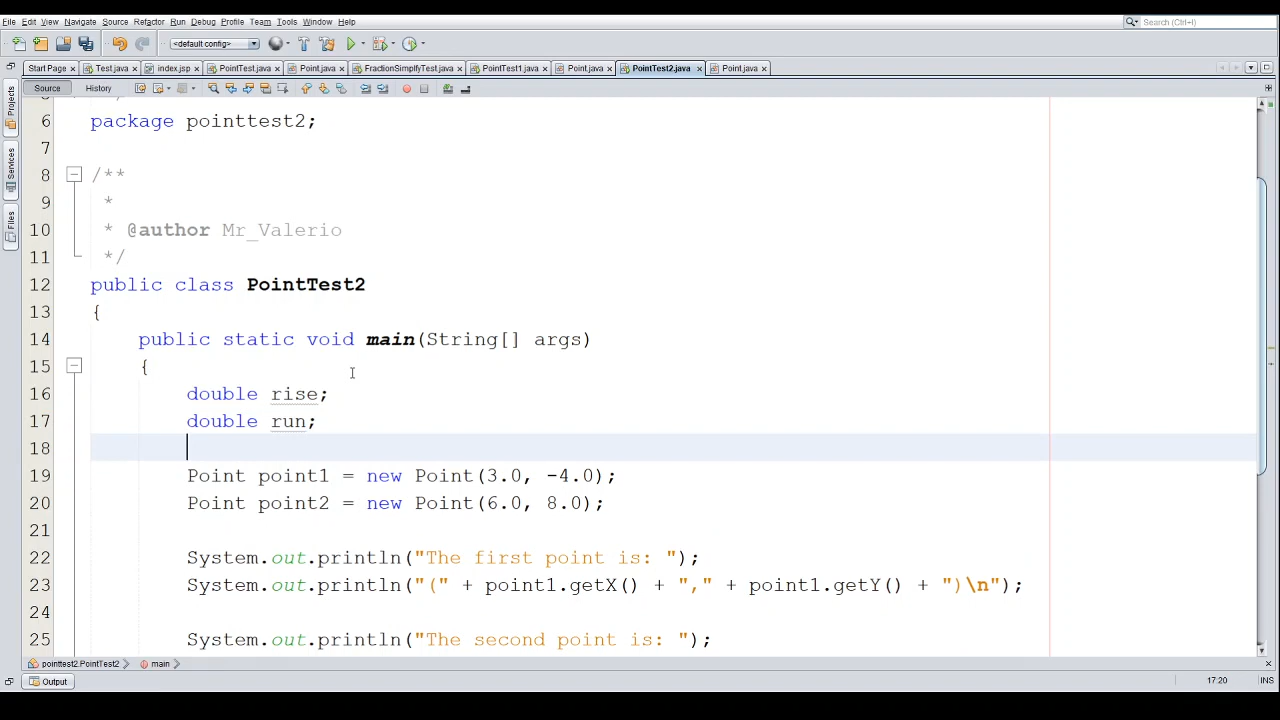 File Edit View Navigate Source Refactor Run Debug Profile Team Tools Window Help
Search (Ctrl+I)
<default config>
Start Page Test.java index.jsp PointTest.java Point.java FractionSimplfyTest.java PointTest1.java Point.java PointTest2.java Point.java
Source History
Projects
Services
Files
6 package pointtest2;
7
8 /**
9 *
10 * @author Mr_Valerio
11 */
12 public class PointTest2
13 {
14 public static void main(String[] args)
15 {
16 double rise;
17 double run;
18
19 Point point1 = new Point(3.0, -4.0);
20 Point point2 = new Point(6.0, 8.0);
21
22 System.out.println("The first point is: ");
23 System.out.println("(" + point1.getX() + "," + point1.getY() + ")\n");
24
25 System.out.println("The second point is: ");
pointtest2.PointTest2 main
Output
17:20 INS